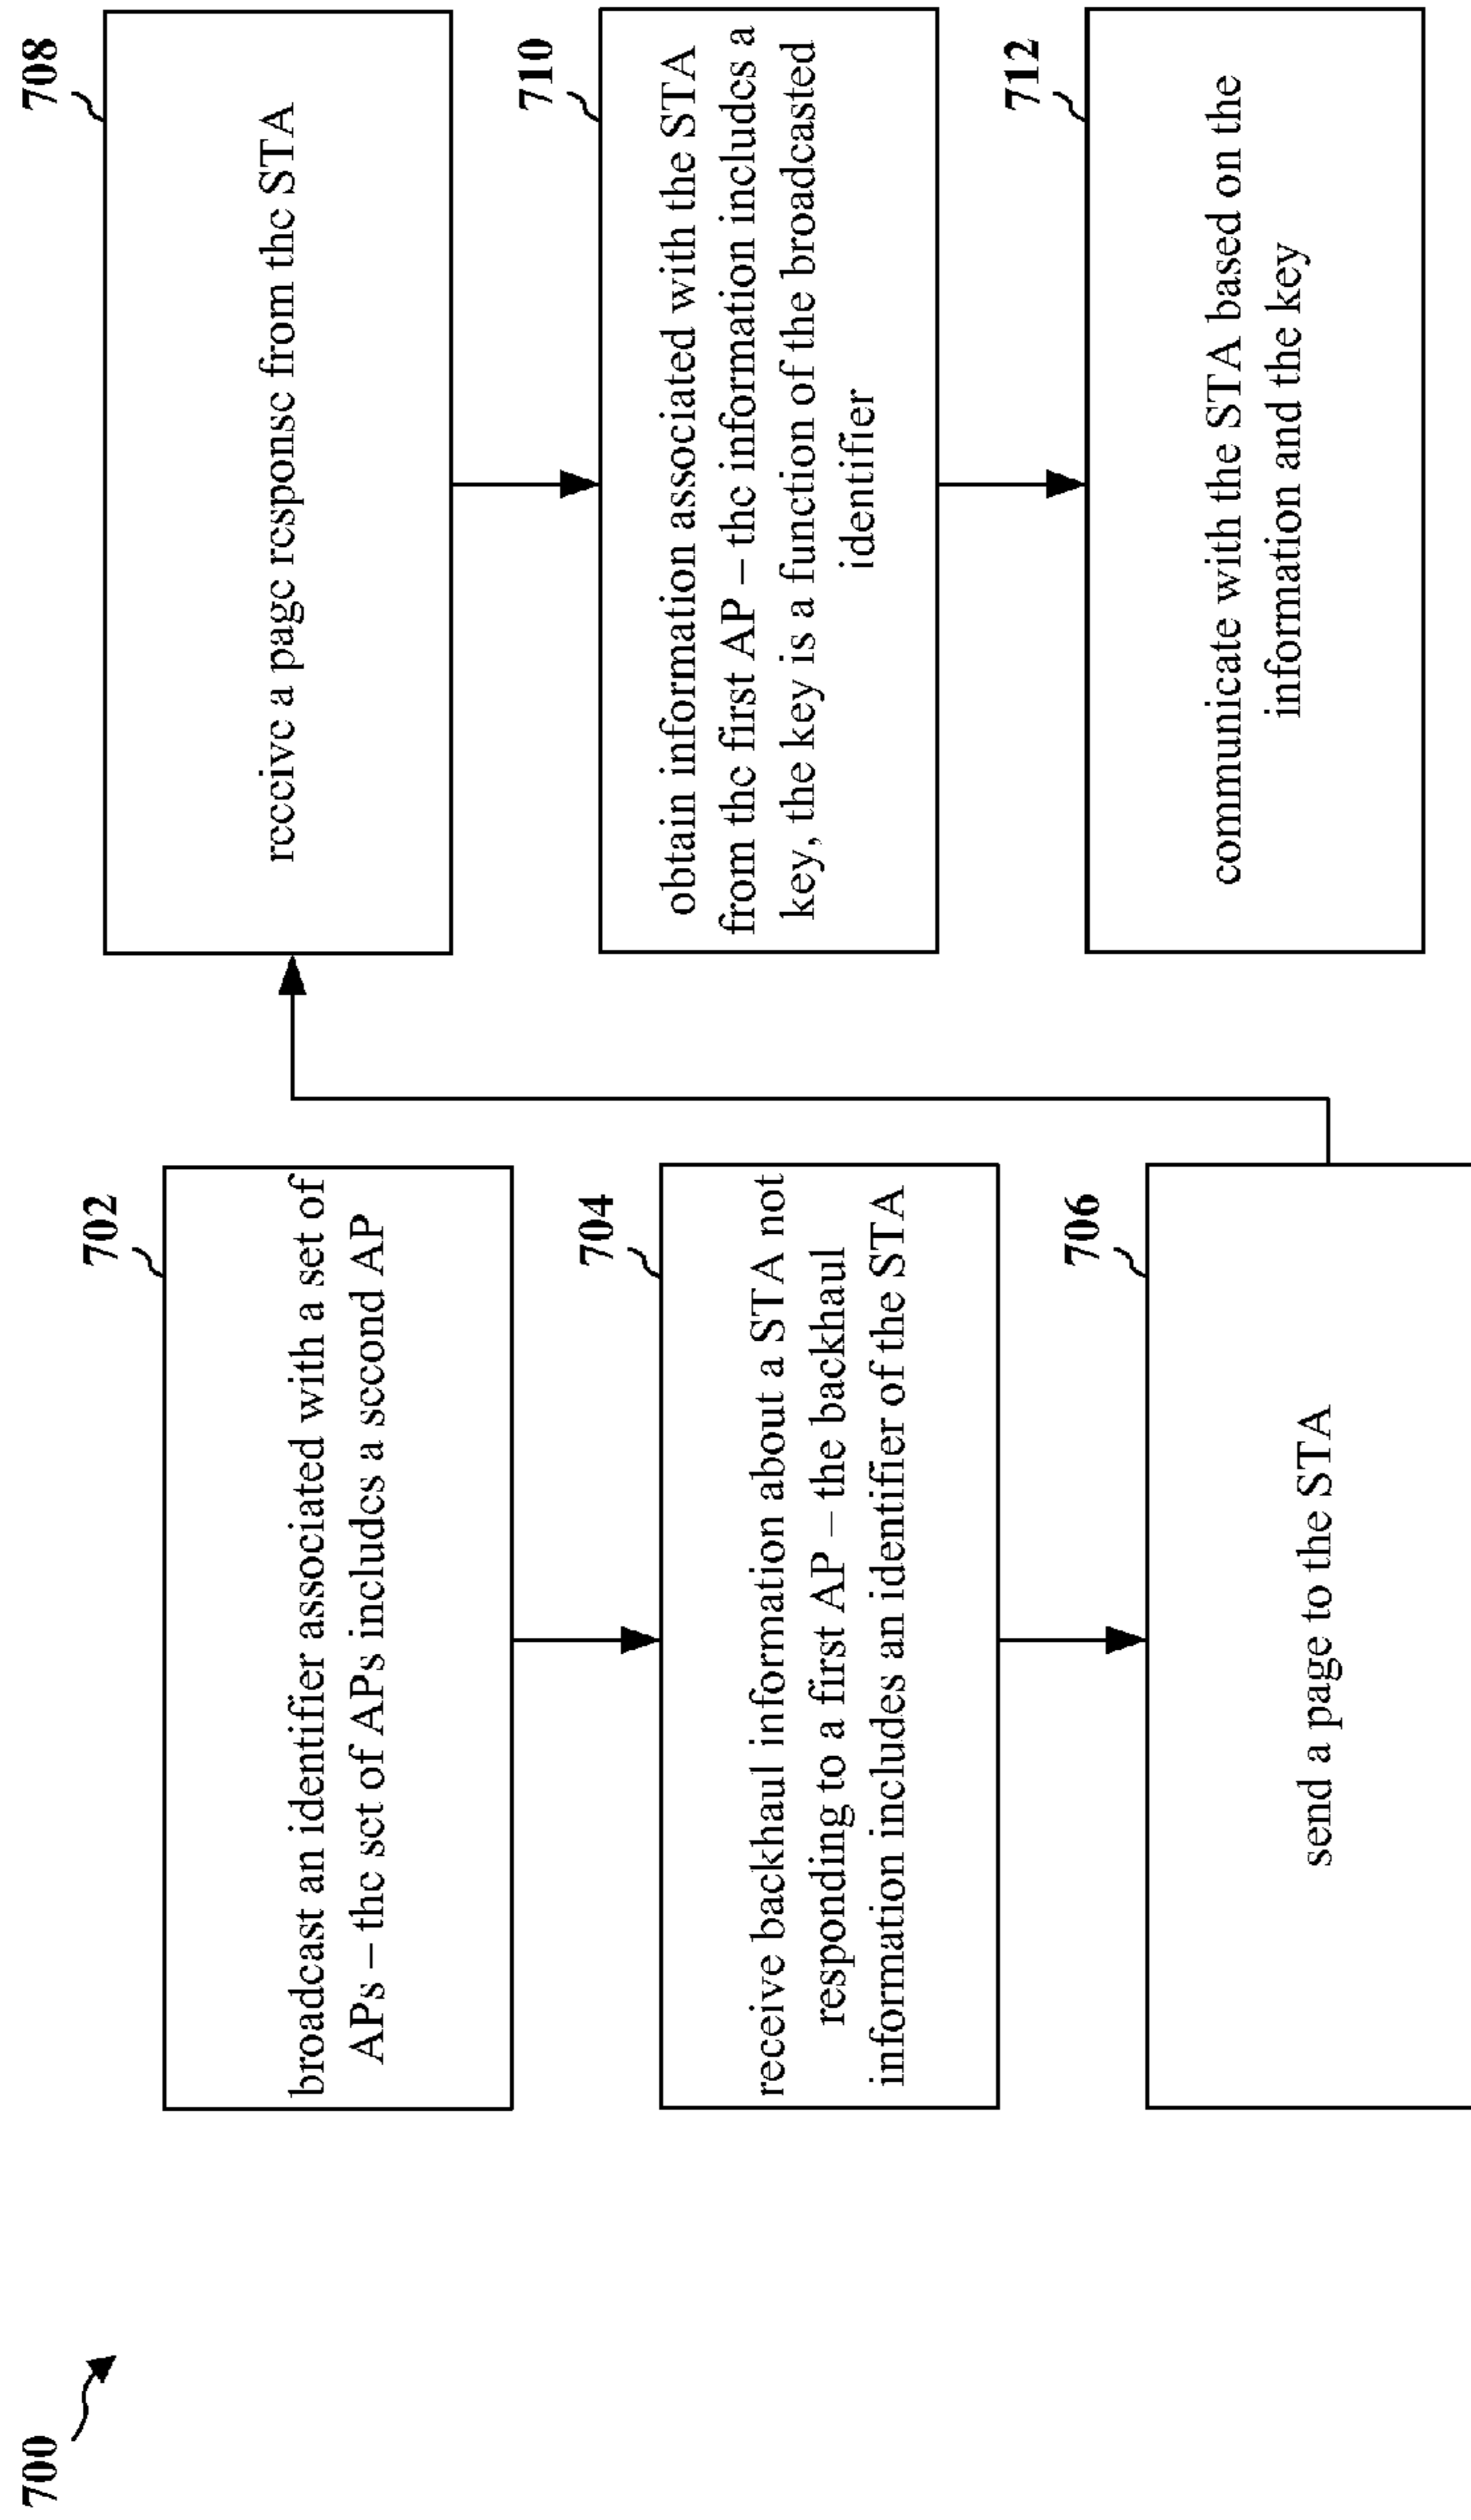 700
702
broadcast an identifier associated with a set of
APs – the set of APs includes a second AP
704
receive backhaul information about a STA not
responding to a first AP – the backhaul
information includes an identifier of the STA
706
send a page to the STA
708
receive a page response from the STA
710
obtain information associated with the STA
from the first AP – the information includes a
key, the key is a function of the broadcasted
identifier
712
communicate with the STA based on the
information and the key